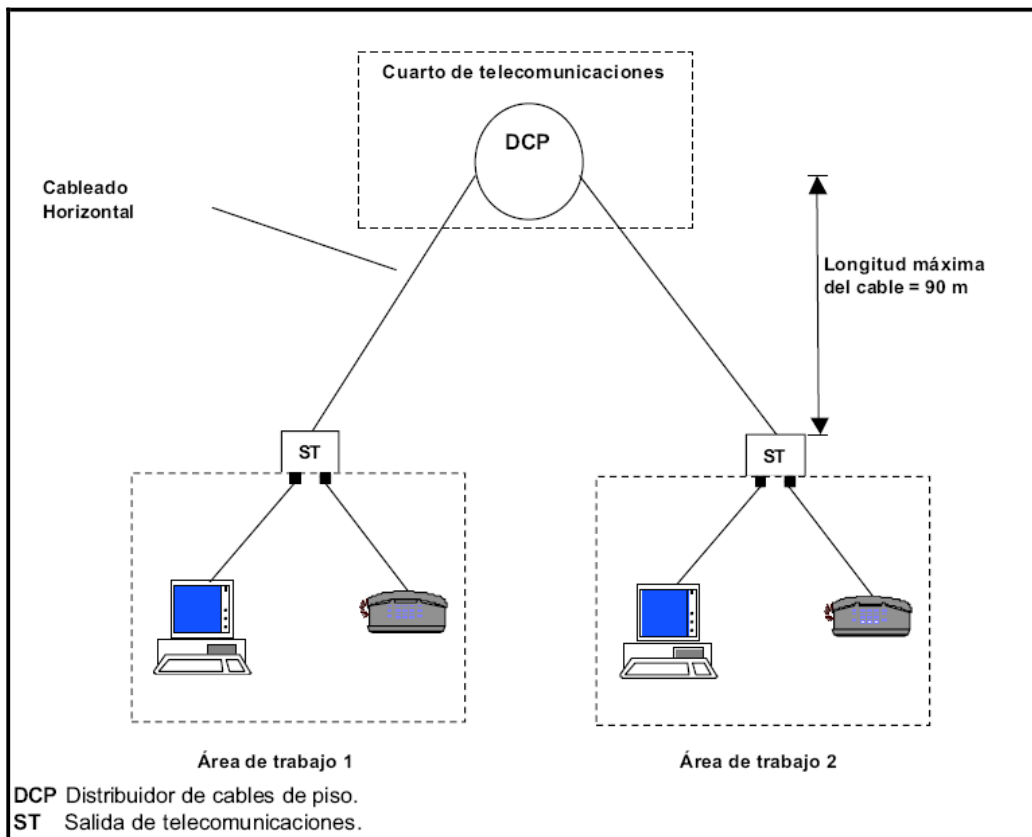 Cuarto de telecomunicaciones
DCP
Cableado
Horizontal
Longitud máxima
del cable = 90 m
ST
ST
Área de trabajo 1
Área de trabajo 2
DCP Distribuidor de cables de piso.
ST Salida de telecomunicaciones.